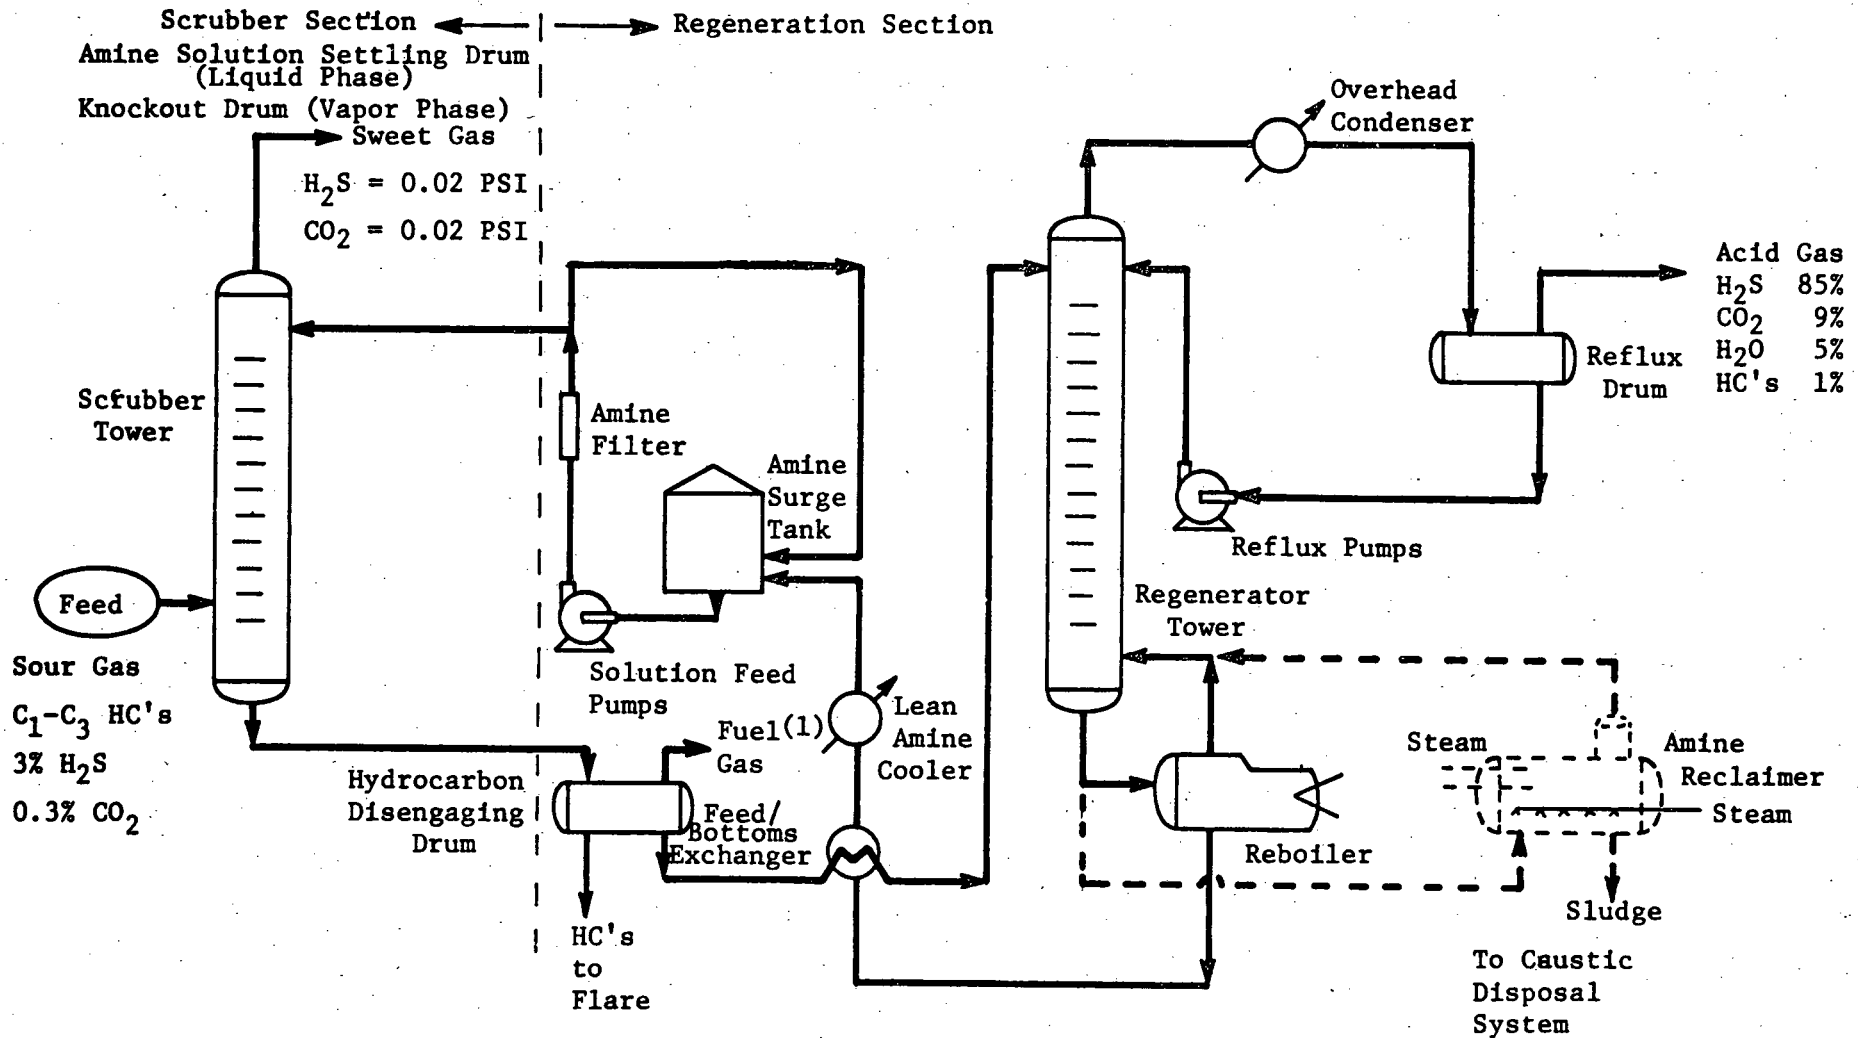 Scrubber Section
Regeneration Section
Amine Solution Settling Drum
(Liquid Phase)
Knockout Drum (Vapor Phase)
Sweet Gas
H2S = 0.02 PSI
CO2 = 0.02 PSI
Overhead
Condenser
Acid Gas
H2S 85%
CO2 9%
H2O 5%
HC's 1%
Reflux
Drum
Scrubber
Tower
Amine
Filter
Amine
Surge
Tank
Reflux Pumps
Feed
Regenerator
Tower
Sour Gas
C1-C3 HC's
3% H2S
0.3% CO2
Solution Feed
Pumps
Fuel(1)
Gas
Lean
Amine
Cooler
Hydrocarbon
Disengaging
Drum
Feed/
Bottoms
Exchanger
Steam
Amine
Reclaimer
Steam
Reboiler
Sludge
HC's
to
Flare
To Caustic
Disposal
System